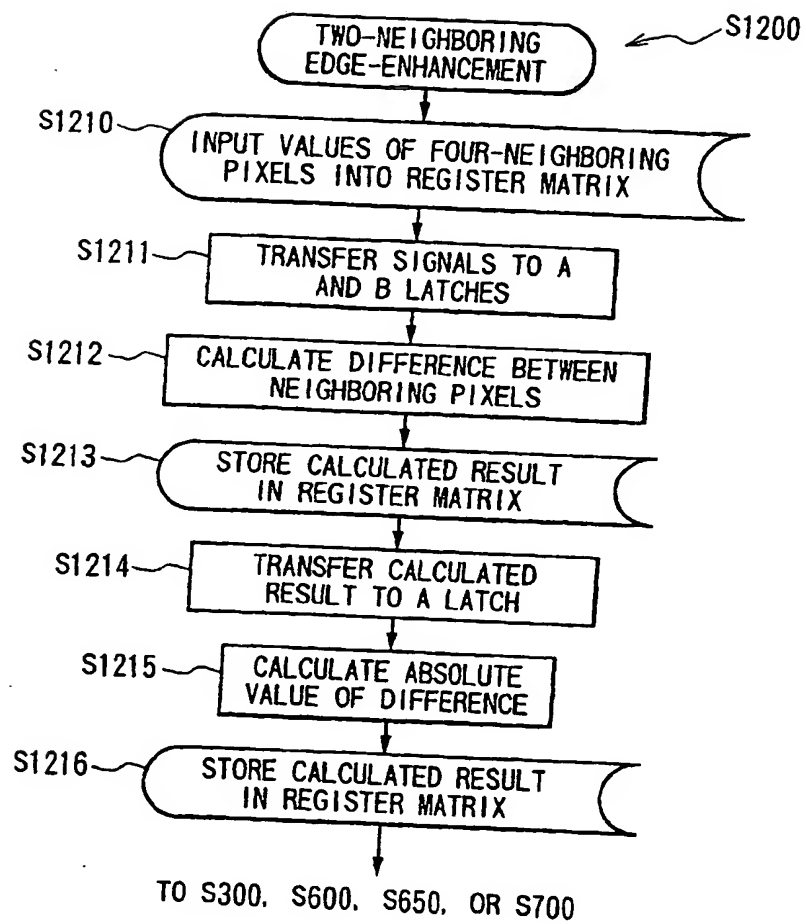 S1200
TWO-NEIGHBORING
EDGE-ENHANCEMENT
S1210
INPUT VALUES OF FOUR-NEIGHBORING
PIXELS INTO REGISTER MATRIX
S1211
TRANSFER SIGNALS TO A
AND B LATCHES
S1212
CALCULATE DIFFERENCE BETWEEN
NEIGHBORING PIXELS
S1213
STORE CALCULATED RESULT
IN REGISTER MATRIX
S1214
TRANSFER CALCULATED
RESULT TO A LATCH
S1215
CALCULATE ABSOLUTE
VALUE OF DIFFERENCE
S1216
STORE CALCULATED RESULT
IN REGISTER MATRIX
TO S300, S600, S650, OR S700